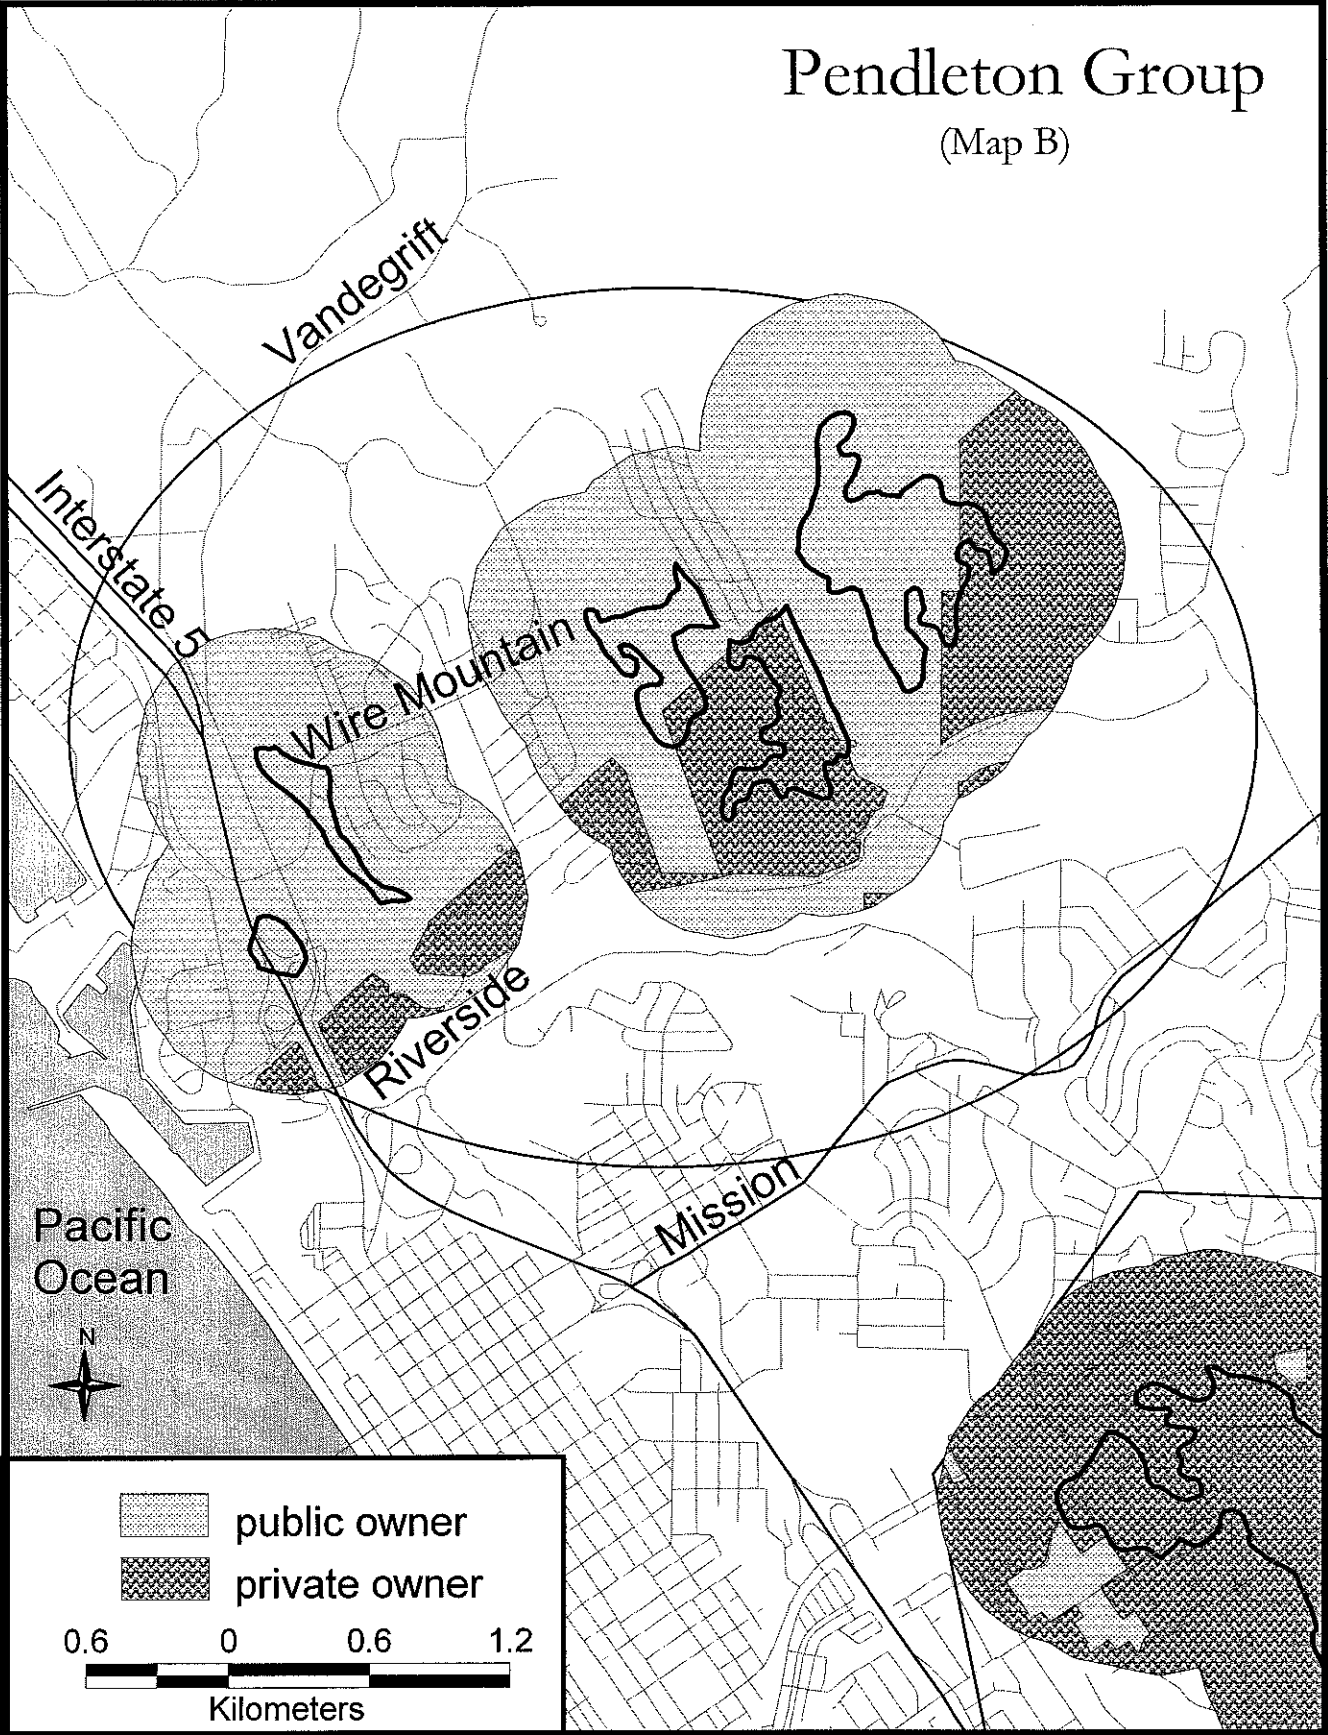 Pendleton Group
(Map B)
Vandegrift
Interstate 5
Wire Mountain
Riverside
Mission
Pacific
Ocean
N
public owner
private owner
0.6 0 0.6 1.2
Kilometers